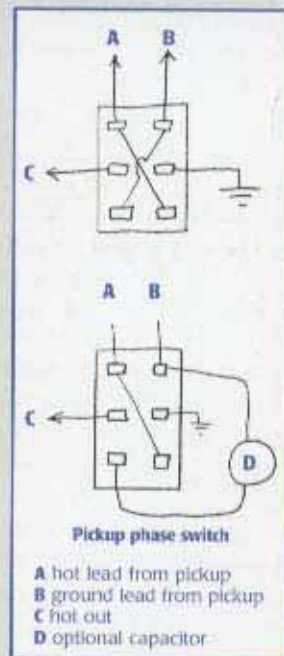 A B
C
A B
C
D
Pickup phase switch
A hot lead from pickup
B ground lead from pickup
C hot out
D optional capacitor